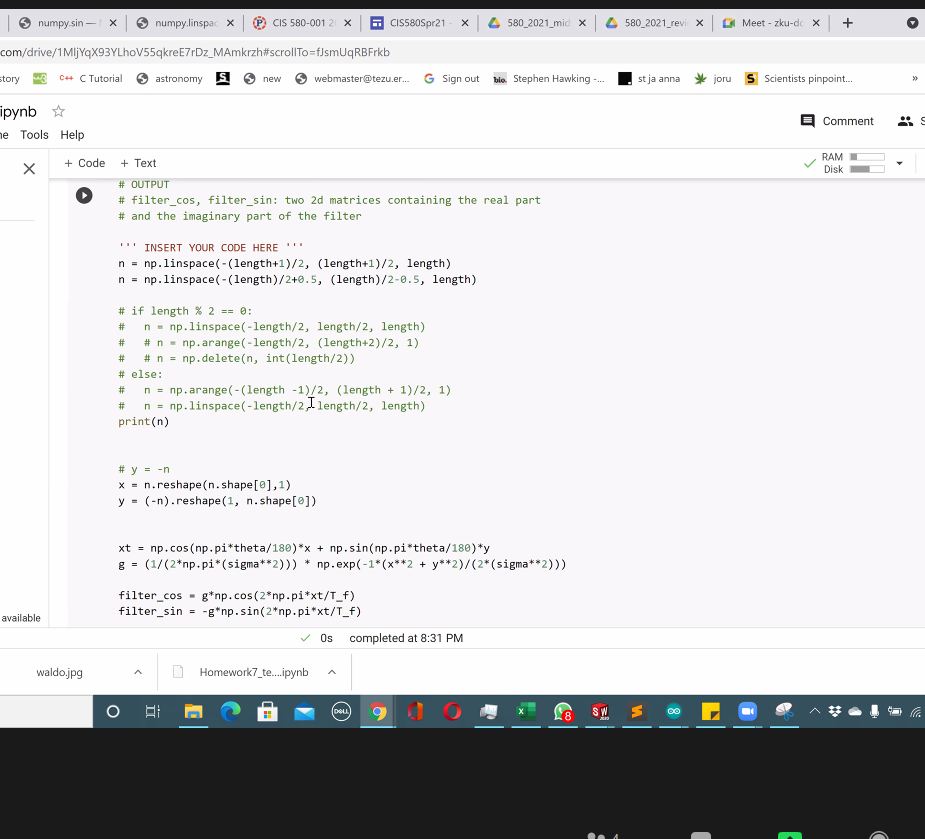 numpy.sin — N
numpy.linspac
CIS 580-001 2
CIS580Spr21 -
580_2021_mid
580_2021_revi
Meet - zku-dc
com/drive/1MIjYqX93YLhoV55qkreE7rDz_MAmkrzh#scrollTo=fJsmUqRBFrkb
story
C++ C Tutorial
astronomy
new
webmaster@tezu.er...
Sign out
bio. Stephen Hawking -...
st ja anna
joru
Scientists pinpoint...
»
ipynb
Comment
S
ne Tools Help
+ Code + Text
RAM
Disk
# OUTPUT
# filter_cos, filter_sin: two 2d matrices containing the real part
# and the imaginary part of the filter
''' INSERT YOUR CODE HERE '''
n = np.linspace(-(length+1)/2, (length+1)/2, length)
n = np.linspace(-(length)/2+0.5, (length)/2-0.5, length)
# if length % 2 == 0:
#   n = np.linspace(-length/2, length/2, length)
#   # n = np.arange(-length/2, (length+2)/2, 1)
#   # n = np.delete(n, int(length/2))
# else:
#   n = np.arange(-(length -1)/2, (length + 1)/2, 1)
#   n = np.linspace(-length/2, length/2, length)
print(n)
# y = -n
x = n.reshape(n.shape[0],1)
y = (-n).reshape(1, n.shape[0])
xt = np.cos(np.pi*theta/180)*x + np.sin(np.pi*theta/180)*y
g = (1/(2*np.pi*(sigma**2))) * np.exp(-1*(x**2 + y**2)/(2*(sigma**2)))
filter_cos = g*np.cos(2*np.pi*xt/T_f)
filter_sin = -g*np.sin(2*np.pi*xt/T_f)
available
0s completed at 8:31 PM
waldo.jpg
Homework7_te....ipynb
DELL
8
SW
4